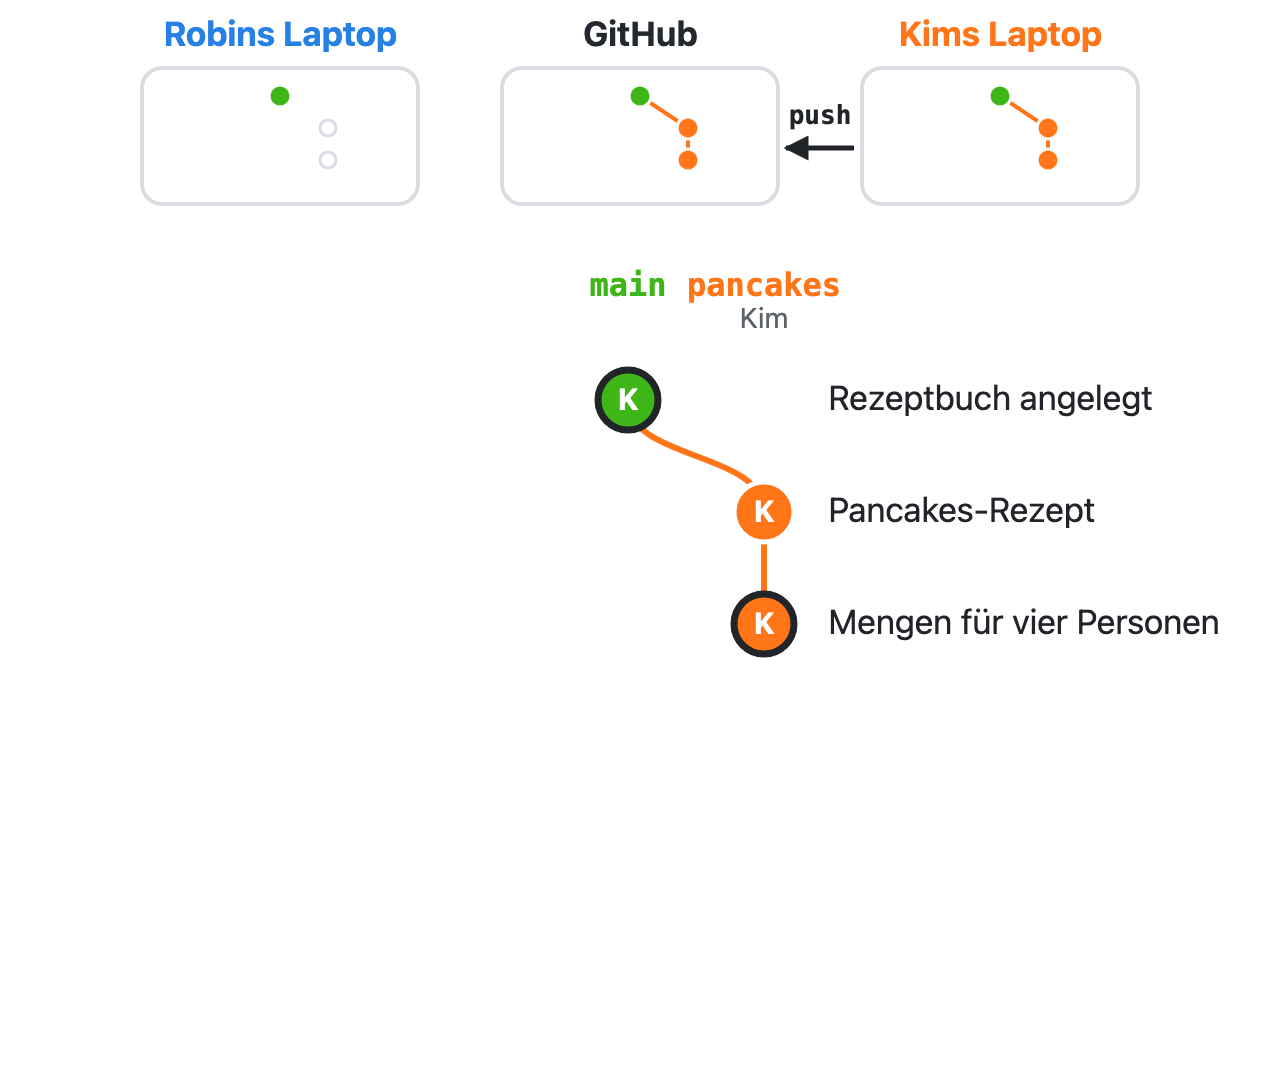 Robins Laptop
GitHub
Kims Laptop
push
main pancakes
Kim
K Rezeptbuch angelegt
K Pancakes-Rezept
K Mengen für vier Personen